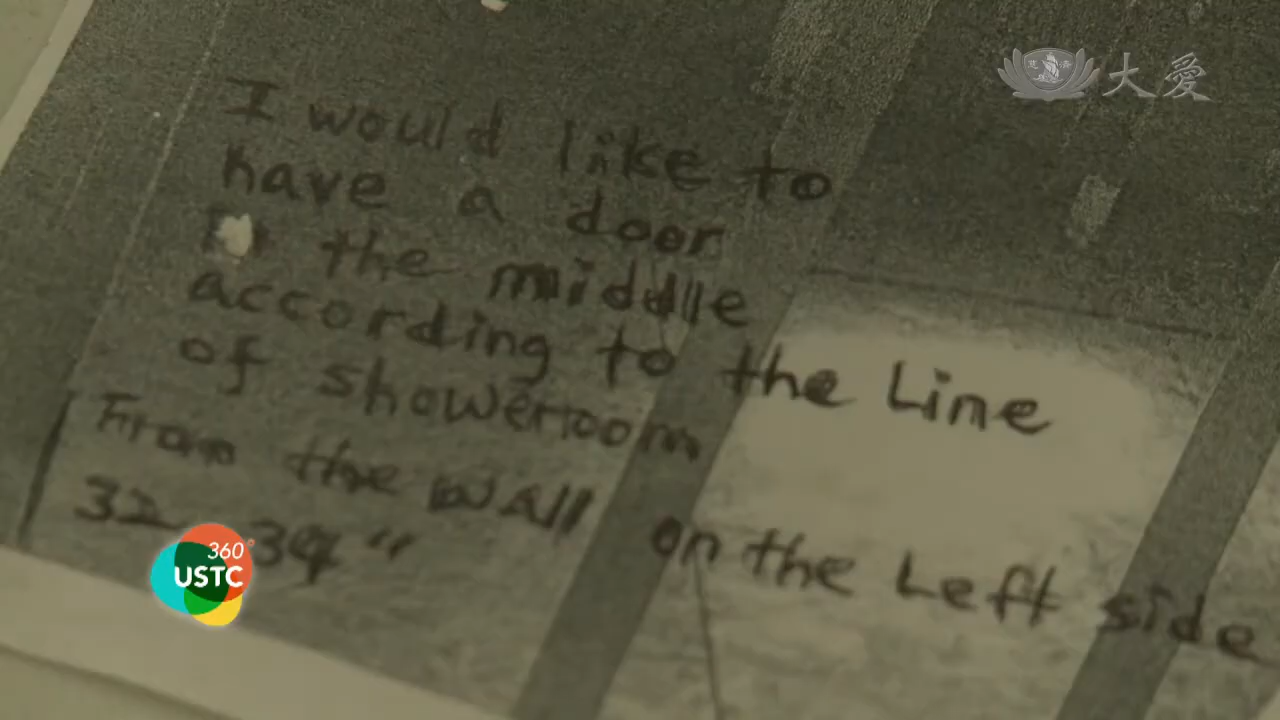 大愛
I would like to
have a door
the middle
according to the Line
of showerroom
From the wall on the Left side
32 39"
360°
USTC